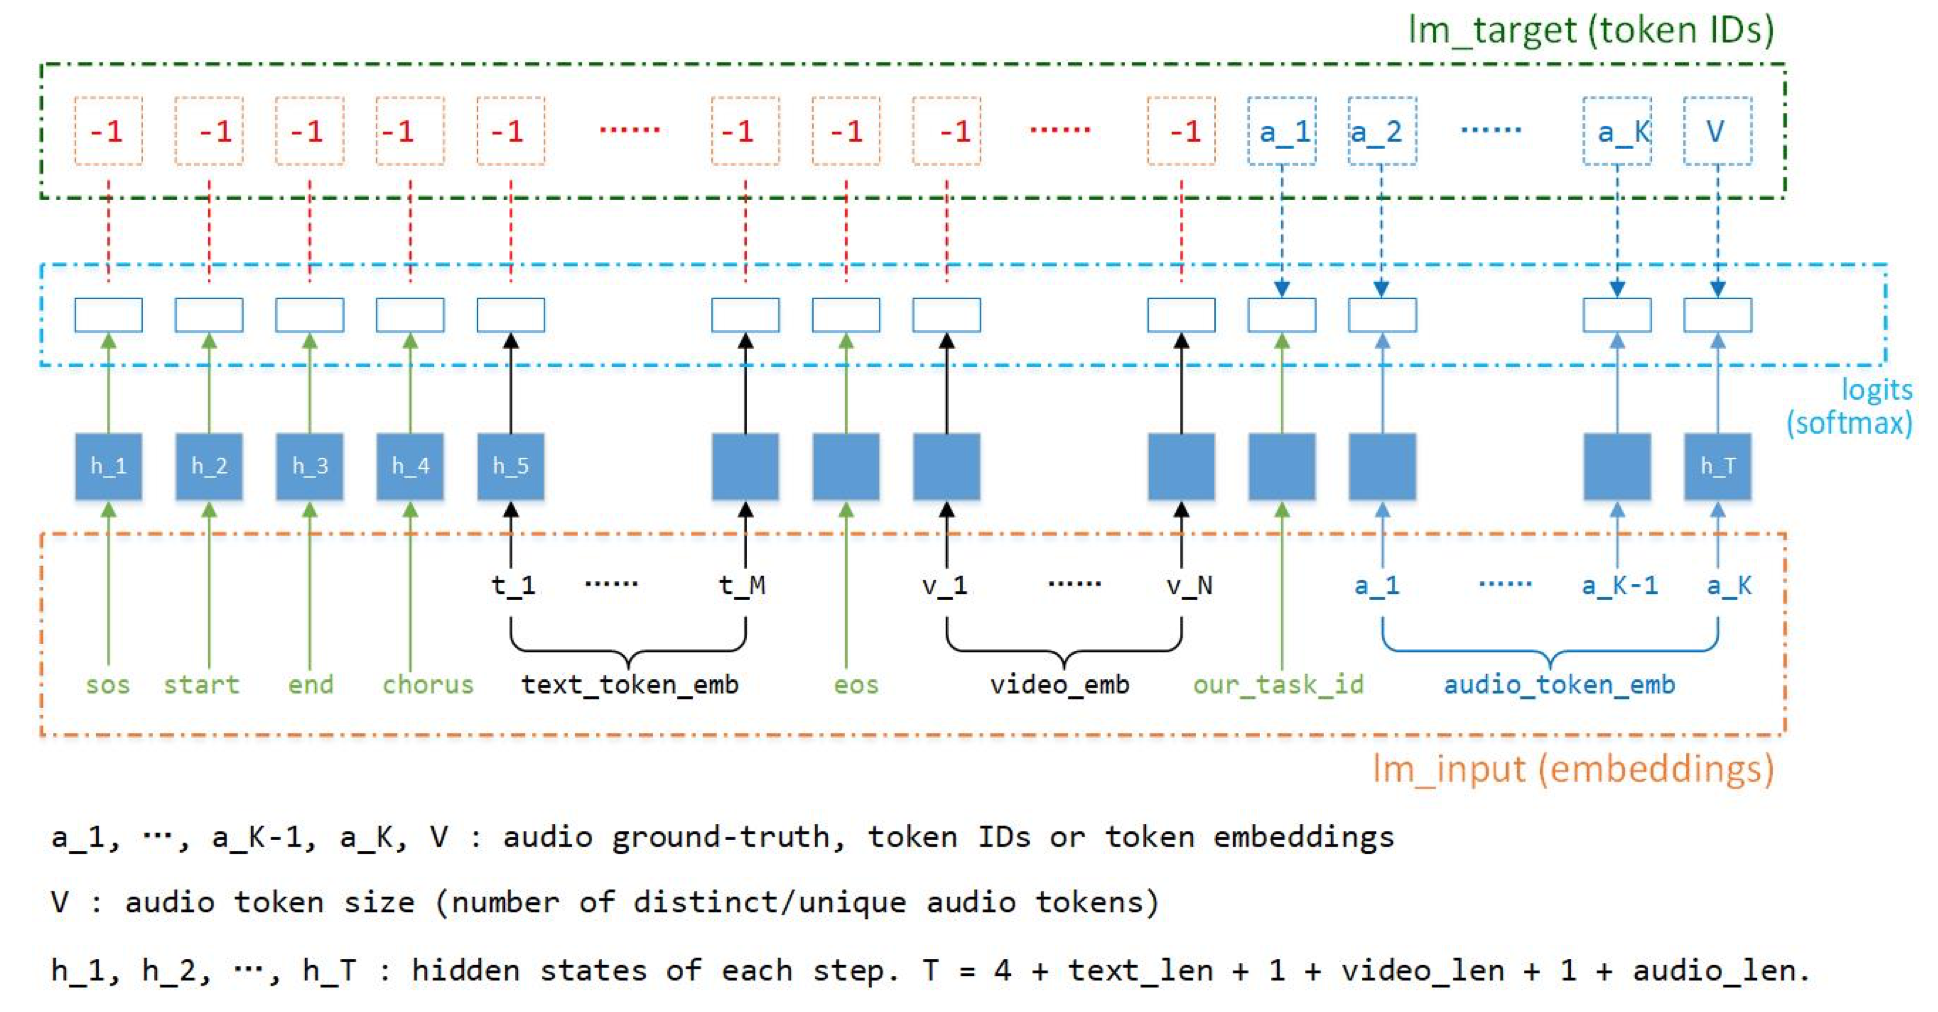 lm_target (token IDs)
-1 -1 -1 -1 -1 ⋯⋯ -1 -1 -1 ⋯⋯ -1 a_1 a_2 ⋯⋯ a_K V
logits
(softmax)
h_1 h_2 h_3 h_4 h_5 h_T
t_1 ⋯⋯ t_M v_1 ⋯⋯ v_N a_1 ⋯⋯ a_K-1 a_K
sos start end chorus text_token_emb eos video_emb our_task_id audio_token_emb
lm_input (embeddings)
a_1, ⋯, a_K-1, a_K, V : audio ground-truth, token IDs or token embeddings
V : audio token size (number of distinct/unique audio tokens)
h_1, h_2, ⋯, h_T : hidden states of each step. T = 4 + text_len + 1 + video_len + 1 + audio_len.